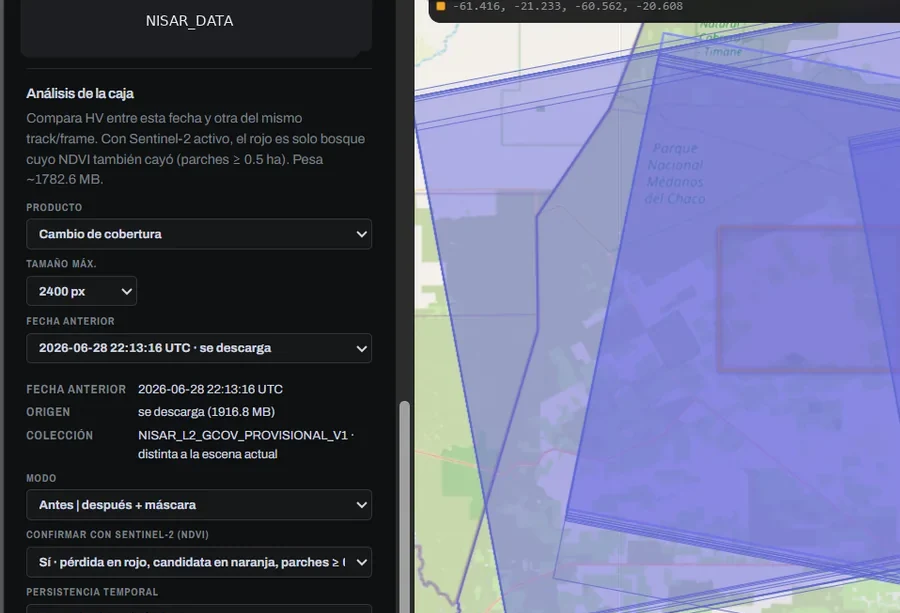 NISAR_DATA
-61.416, -21.233, -60.562, -20.608
Análisis de la caja
Compara HV entre esta fecha y otra del mismo
track/frame. Con Sentinel-2 activo, el rojo es solo bosque
cuyo NDVI también cayó (parches ≥ 0.5 ha). Pesa
~1782.6 MB.
PRODUCTO
Cambio de cobertura
TAMAÑO MÁX.
2400 px
FECHA ANTERIOR
2026-06-28 22:13:16 UTC · se descarga
FECHA ANTERIOR 2026-06-28 22:13:16 UTC
ORIGEN se descarga (1916.8 MB)
COLECCIÓN NISAR_L2_GCOV_PROVISIONAL_V1 ·
distinta a la escena actual
MODO
Antes | después + máscara
CONFIRMAR CON SENTINEL-2 (NDVI)
Sí · pérdida en rojo, candidata en naranja, parches ≥
PERSISTENCIA TEMPORAL
Natural
Cabrera
Timané
Parque
Nacional
Médanos
del Chaco